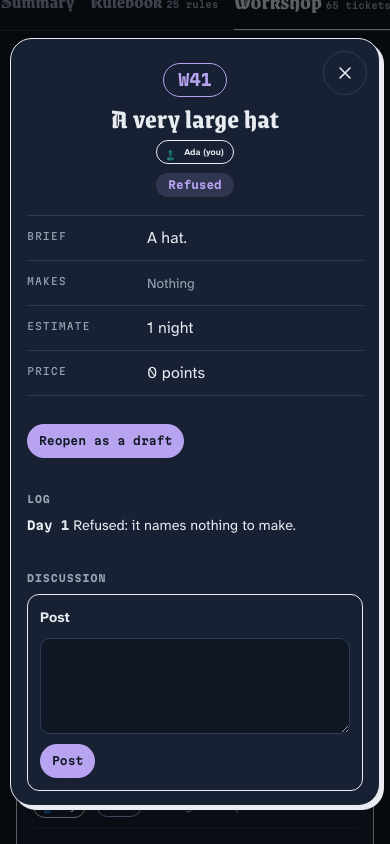 Summary Rulebook 25 rules Workshop 65 tickets
W41
A very large hat
Ada (you)
Refused
BRIEF A hat.
MAKES Nothing
ESTIMATE 1 night
PRICE 0 points
Reopen as a draft
LOG
Day 1 Refused: it names nothing to make.
DISCUSSION
Post
Post